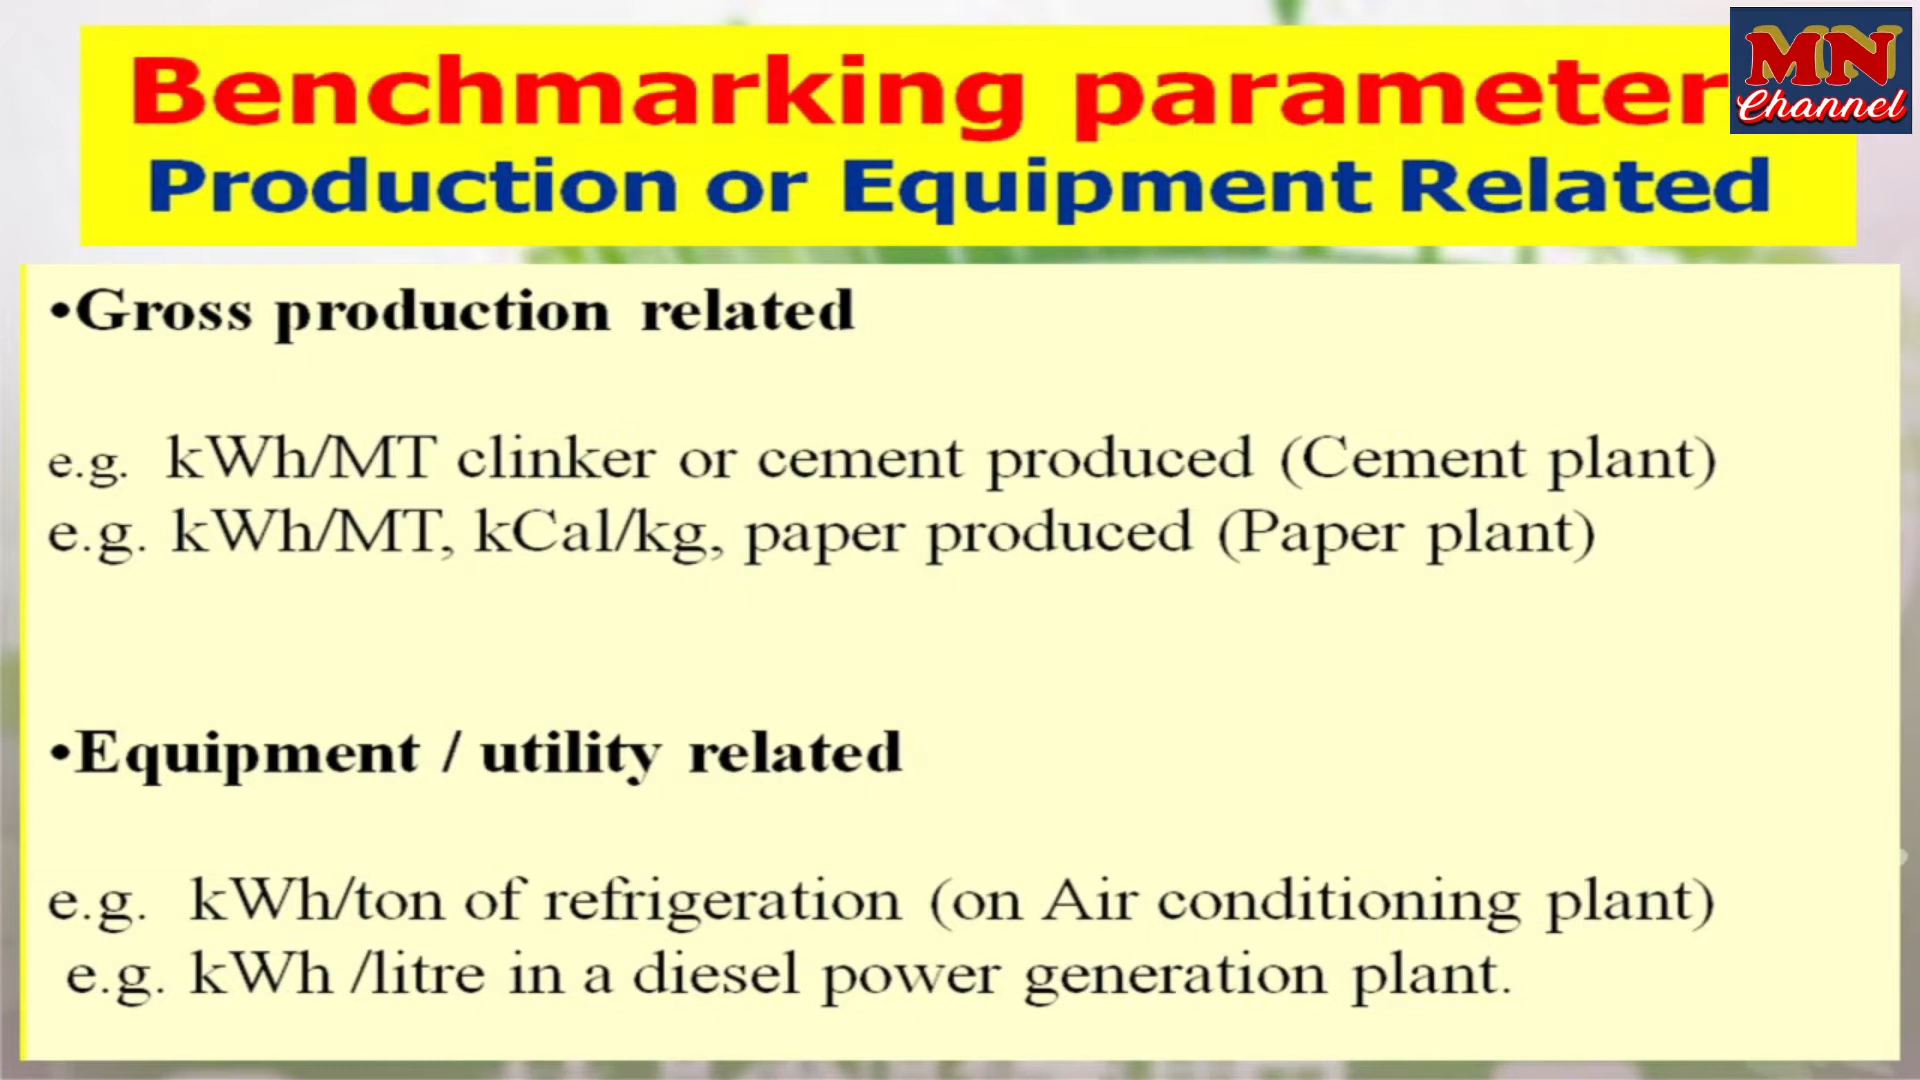 Benchmarking parameter
MN
Channel
Production or Equipment Related
•Gross production related
e.g. kWh/MT clinker or cement produced (Cement plant)
e.g. kWh/MT, kCal/kg, paper produced (Paper plant)
•Equipment / utility related
e.g. kWh/ton of refrigeration (on Air conditioning plant)
e.g. kWh /litre in a diesel power generation plant.